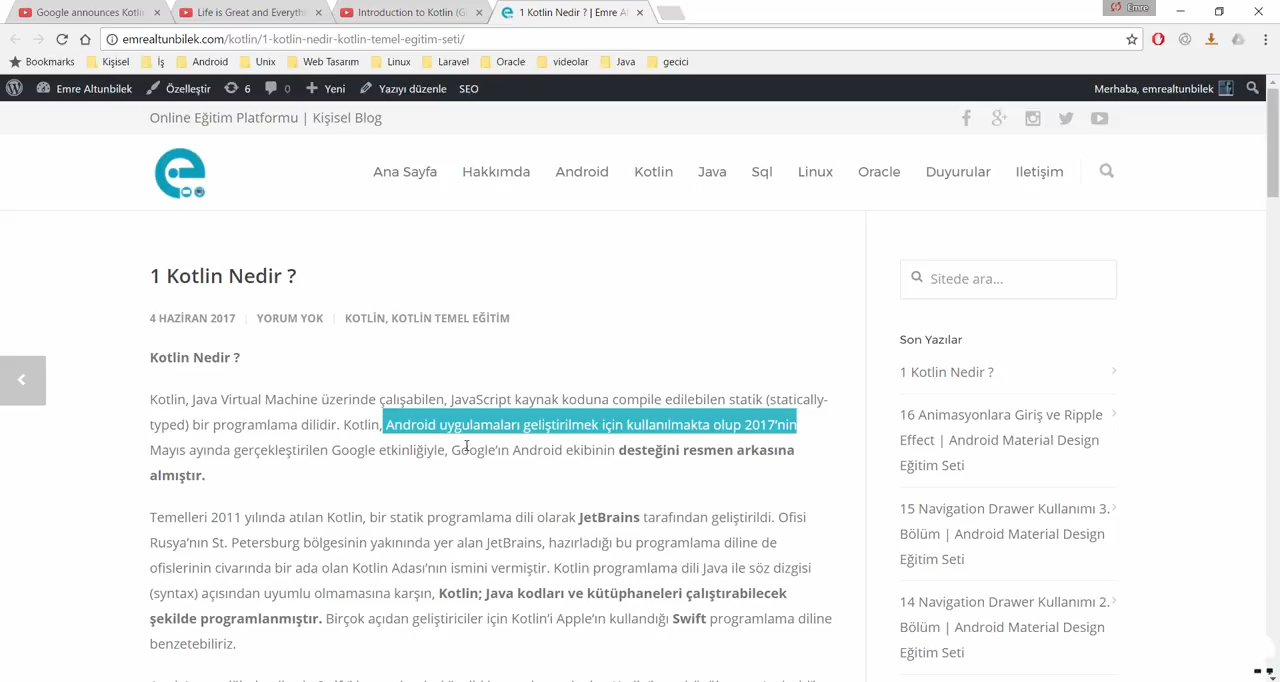 Google announces Kotlin
Life is Great and Everythi
Introduction to Kotlin (G
1 Kotlin Nedir ? | Emre Al
Emre
emrealtunbilek.com/kotlin/1-kotlin-nedir-kotlin-temel-egitim-seti/
Bookmarks Kişisel İş Android Unix Web Tasarım Linux Laravel Oracle videolar Java gecici
Emre Altunbilek Özelleştir 6 0 Yeni Yazıyı düzenle SEO Merhaba, emrealtunbilek
Online Eğitim Platformu | Kişisel Blog
Ana Sayfa Hakkımda Android Kotlin Java Sql Linux Oracle Duyurular Iletişim
1 Kotlin Nedir ?
4 HAZİRAN 2017 YORUM YOK KOTLİN, KOTLİN TEMEL EĞİTİM
Kotlin Nedir ?
Kotlin, Java Virtual Machine üzerinde çalışabilen, JavaScript kaynak koduna compile edilebilen statik (statically-
typed) bir programlama dilidir. Kotlin, Android uygulamaları geliştirilmek için kullanılmakta olup 2017’nin
Mayıs ayında gerçekleştirilen Google etkinliğiyle, Google’ın Android ekibinin desteğini resmen arkasına
almıştır.
Temelleri 2011 yılında atılan Kotlin, bir statik programlama dili olarak JetBrains tarafından geliştirildi. Ofisi
Rusya’nın St. Petersburg bölgesinin yakınında yer alan JetBrains, hazırladığı bu programlama diline de
ofislerinin civarında bir ada olan Kotlin Adası’nın ismini vermiştir. Kotlin programlama dili Java ile söz dizgisi
(syntax) açısından uyumlu olmamasına karşın, Kotlin; Java kodları ve kütüphaneleri çalıştırabilecek
şekilde programlanmıştır. Birçok açıdan geliştiriciler için Kotlin’i Apple’ın kullandığı Swift programlama diline
benzetebiliriz.
Sitede ara...
Son Yazılar
1 Kotlin Nedir ?
16 Animasyonlara Giriş ve Ripple
Effect | Android Material Design
Eğitim Seti
15 Navigation Drawer Kullanımı 3.
Bölüm | Android Material Design
Eğitim Seti
14 Navigation Drawer Kullanımı 2.
Bölüm | Android Material Design
Eğitim Seti